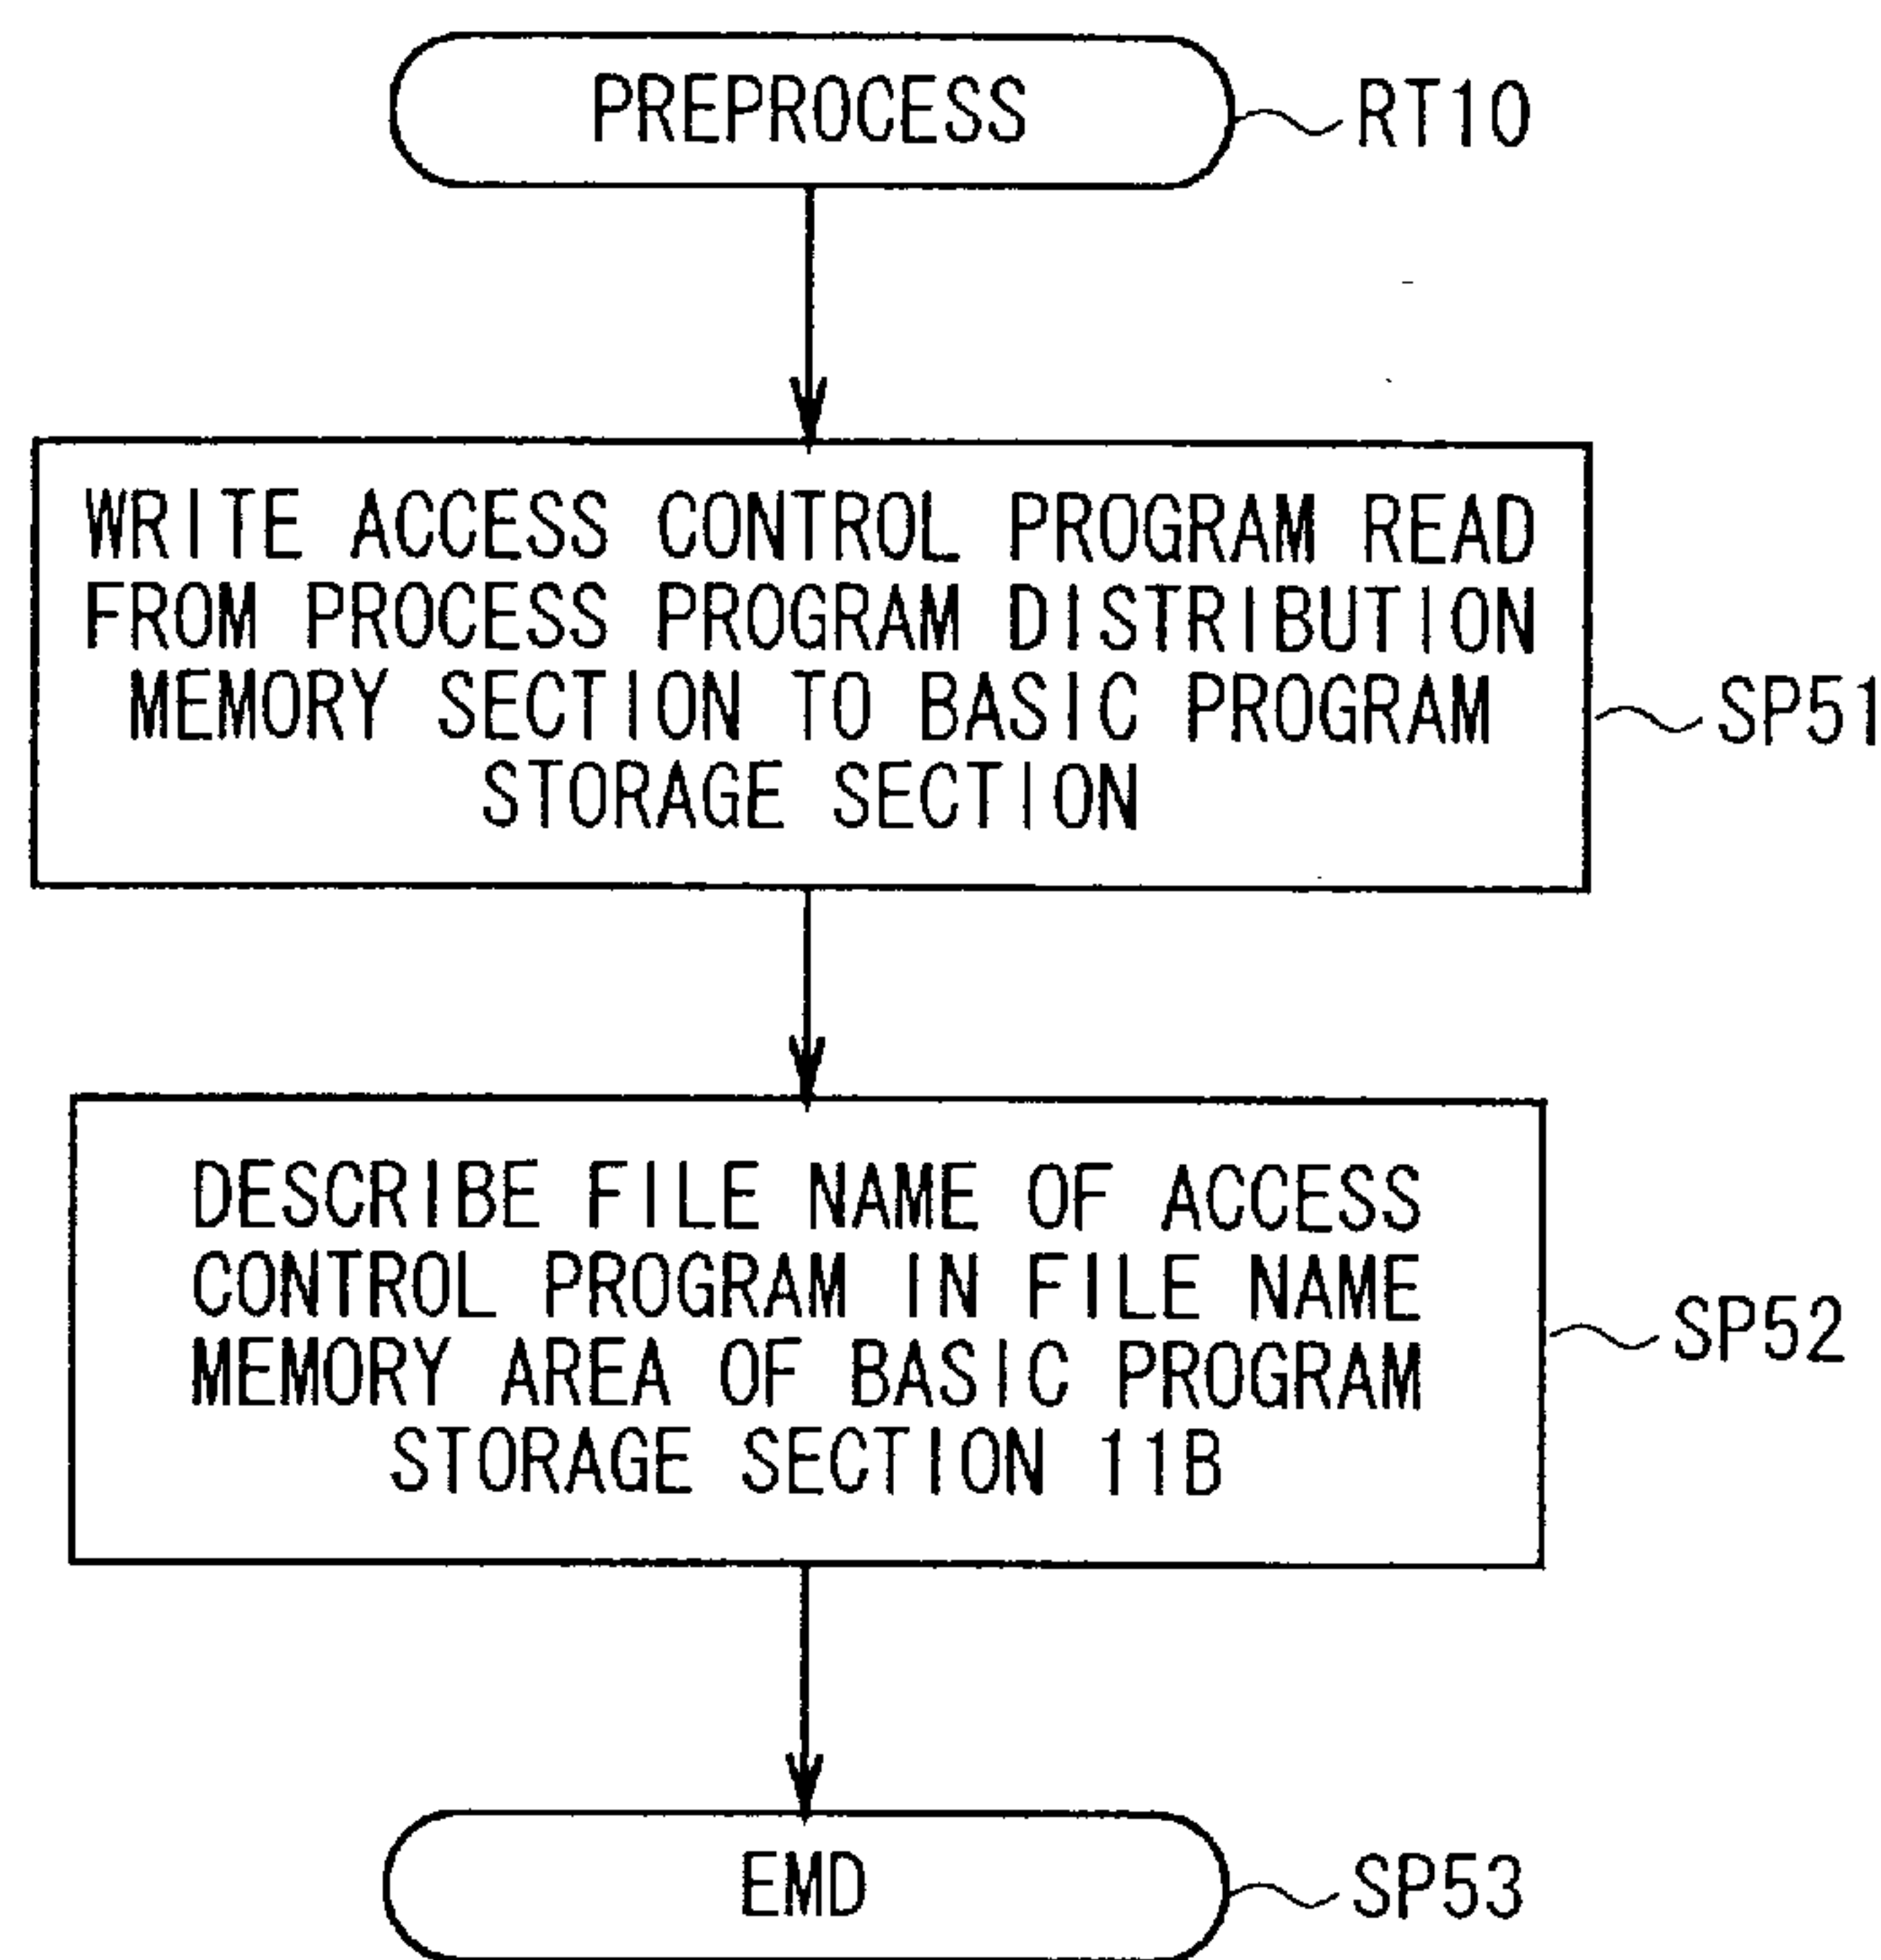 PREPROCESS
RT10
WRITE ACCESS CONTROL PROGRAM READ
FROM PROCESS PROGRAM DISTRIBUTION
MEMORY SECTION TO BASIC PROGRAM
STORAGE SECTION
SP51
DESCRIBE FILE NAME OF ACCESS
CONTROL PROGRAM IN FILE NAME
MEMORY AREA OF BASIC PROGRAM
STORAGE SECTION 11B
SP52
EMD
SP53